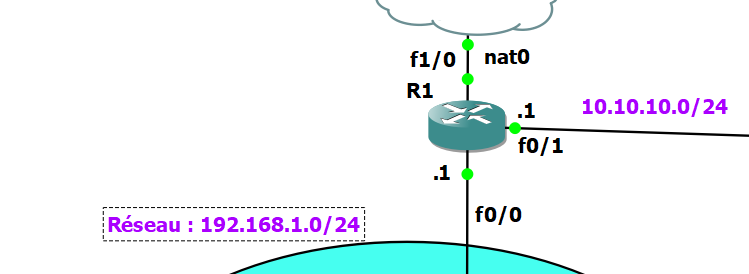 f1/0
nat0
R1
.1
10.10.10.0/24
f0/1
.1
f0/0
Réseau : 192.168.1.0/24